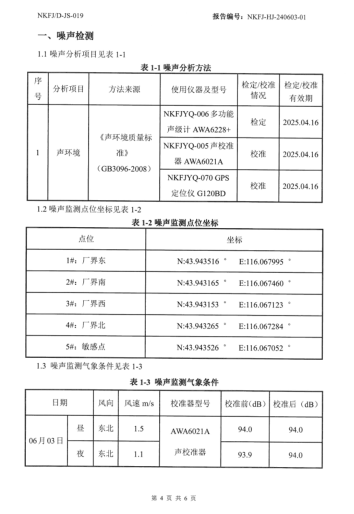 NKFJ/D-JS-019 报告编号：NKFJ-HJ-240603-01
一、噪声检测
1.1 噪声分析项目见表 1-1
表 1-1 噪声分析方法
序号 分析项目 方法来源 使用仪器及型号 检定/校准情况 检定/校准有效期
1 声环境 《声环境质量标准》（GB3096-2008） NKFJYQ-006 多功能声级计 AWA6228+ 检定 2025.04.16
NKFJYQ-005 声校准器 AWA6021A 校准 2025.04.16
NKFJYQ-070 GPS 定位仪 G120BD 校准 2025.04.16
1.2 噪声监测点位坐标见表 1-2
表 1-2 噪声监测点位坐标
点位 坐标
1#：厂界东 N:43.943516 ° E:116.067995 °
2#：厂界南 N:43.943165 ° E:116.067460 °
3#：厂界西 N:43.943153 ° E:116.067123 °
4#：厂界北 N:43.943265 ° E:116.067284 °
5#：敏感点 N:43.943526 ° E:116.067052 °
1.3 噪声监测气象条件见表 1-3
表 1-3 噪声监测气象条件
日期 风向 风速 m/s 校准器型号 校准前（dB） 校准后（dB）
06月03日 昼 东北 1.5 AWA6021A 声校准器 94.0 94.0
夜 东北 1.1 93.9 94.0
第 4 页 共 6 页